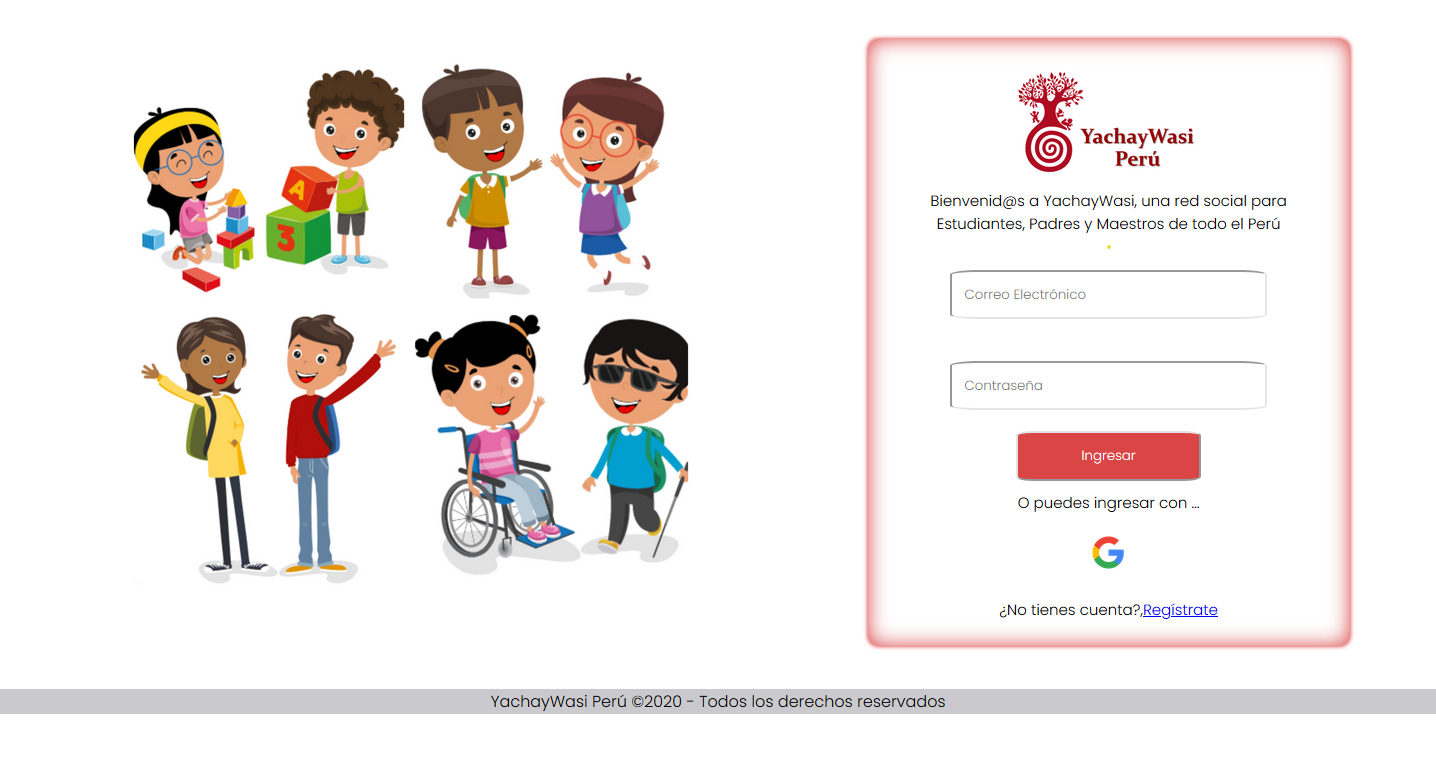 A
3
YachayWasi
Perú
Bienvenid@s a YachayWasi, una red social para
Estudiantes, Padres y Maestros de todo el Perú
Correo Electrónico
Contraseña
Ingresar
O puedes ingresar con ...
G
¿No tienes cuenta?,Regístrate
YachayWasi Perú ©2020 - Todos los derechos reservados